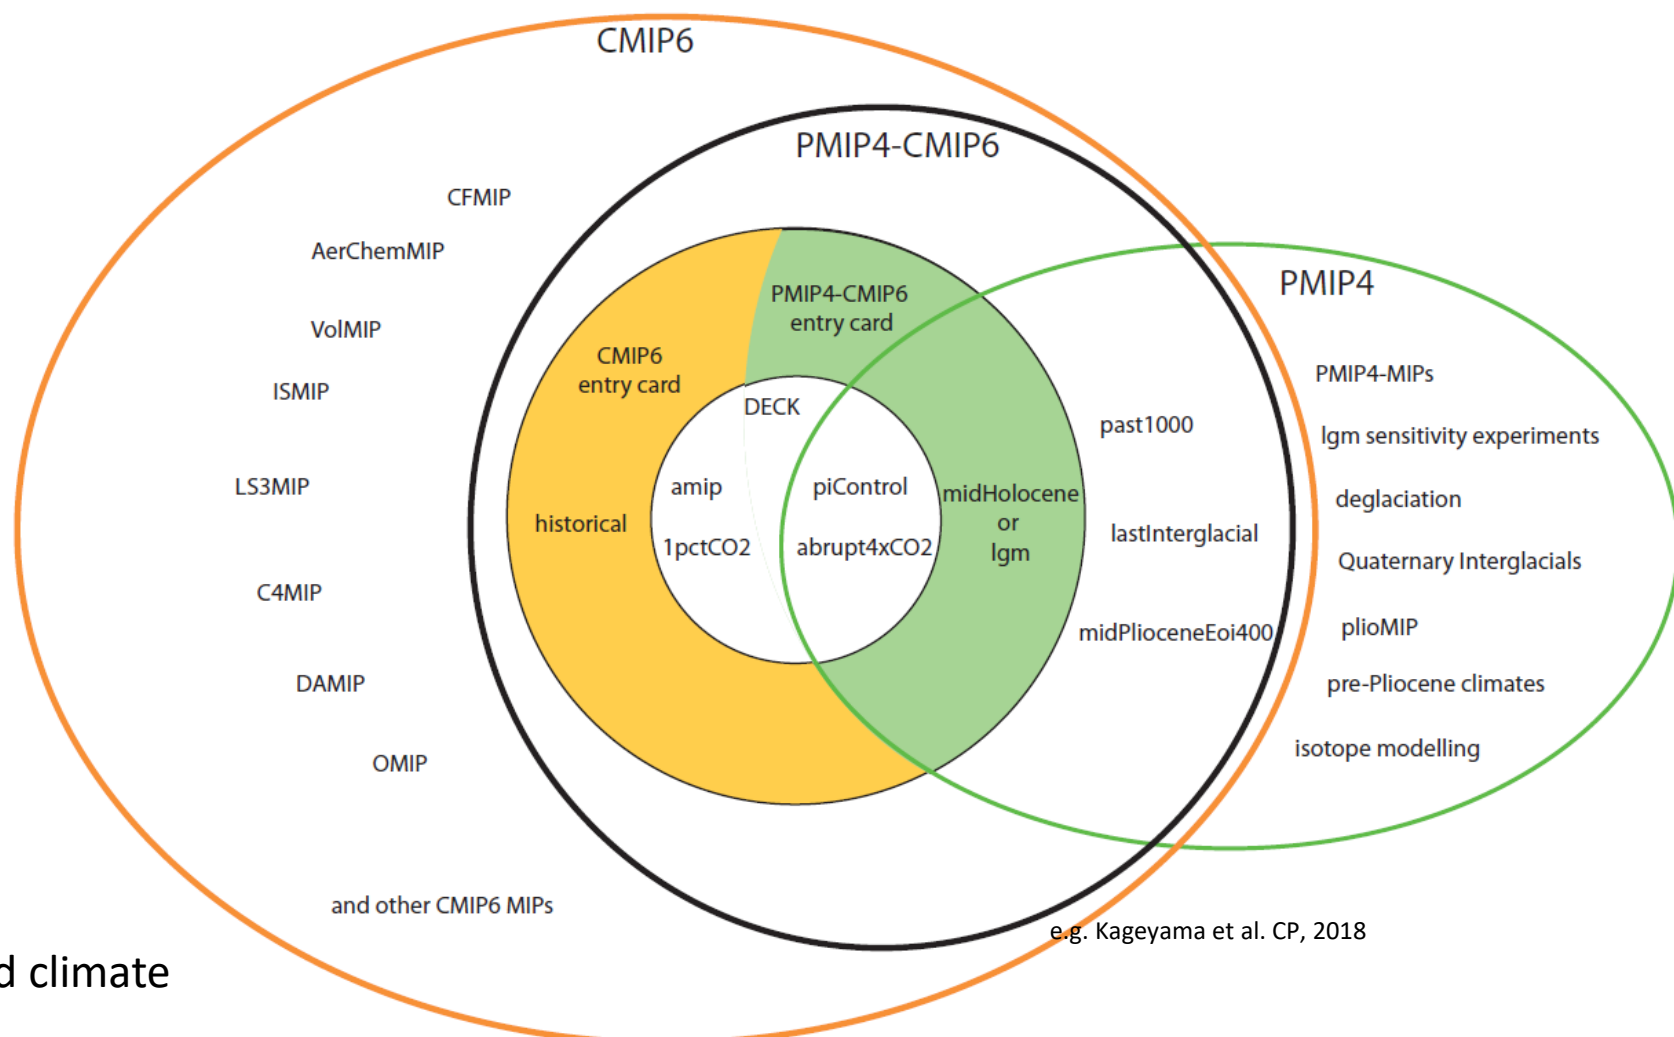 CMIP6
PMIP4-CMIP6
CFMIP
AerChemMIP
VolMIP
ISMIP
LS3MIP
C4MIP
DAMIP
OMIP
and other CMIP6 MIPs
PMIP4-CMIP6
entry card
CMIP6
entry card
DECK
amip
piControl
historical
1pctCO2
abrupt4xCO2
midHolocene
or
lgm
past1000
lastInterglacial
midPlioceneEoi400
PMIP4
PMIP4-MIPs
lgm sensitivity experiments
deglaciation
Quaternary Interglacials
plioMIP
pre-Pliocene climates
isotope modelling
e.g. Kageyama et al. CP, 2018
d climate